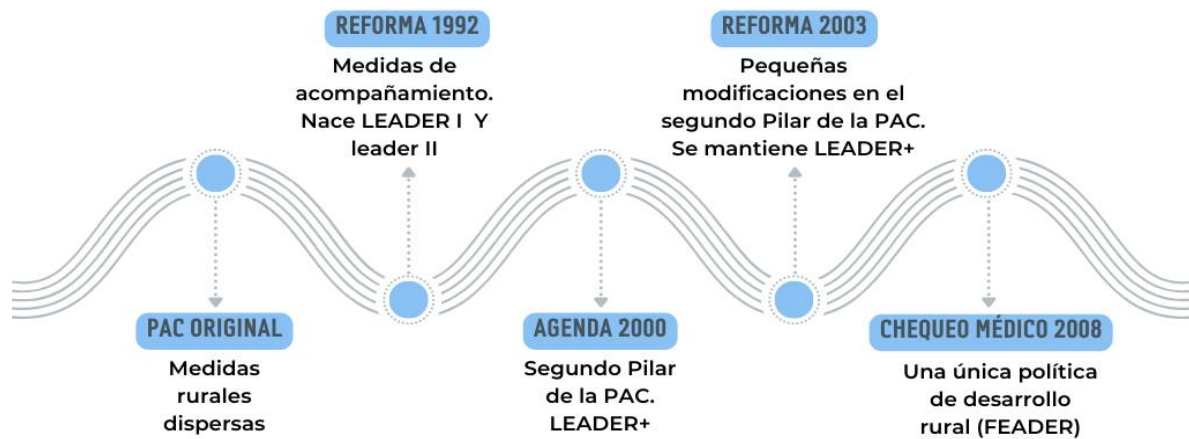 PAC ORIGINAL
Medidas
rurales
dispersas
REFORMA 1992
Medidas de
acompañamiento.
Nace LEADER I Y
leader II
AGENDA 2000
Segundo Pilar
de la PAC.
LEADER+
REFORMA 2003
Pequeñas
modificaciones en el
segundo Pilar de la PAC.
Se mantiene LEADER+
CHEQUEO MÉDICO 2008
Una única política
de desarrollo
rural (FEADER)